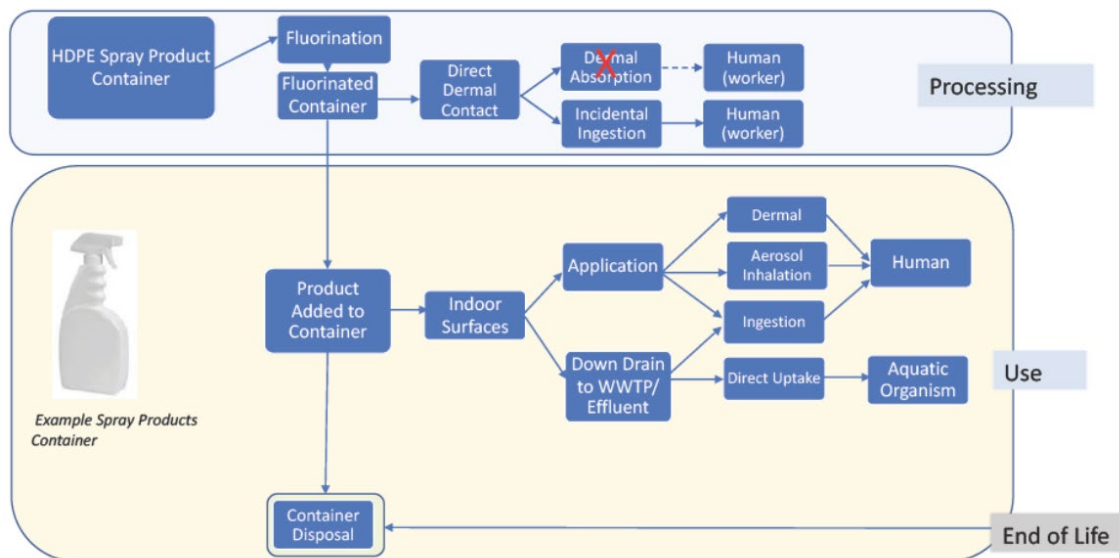 HDPE Spray Product
Container
Fluorination
Fluorinated
Container
Direct
Dermal
Contact
Dermal
Absorption
Human
(worker)
Incidental
Ingestion
Human
(worker)
Processing
Example Spray Products
Container
Product
Added to
Container
Indoor
Surfaces
Application
Down Drain
to WWTP/
Effluent
Dermal
Aerosol
Inhalation
Ingestion
Direct Uptake
Human
Aquatic
Organism
Use
Container
Disposal
End of Life